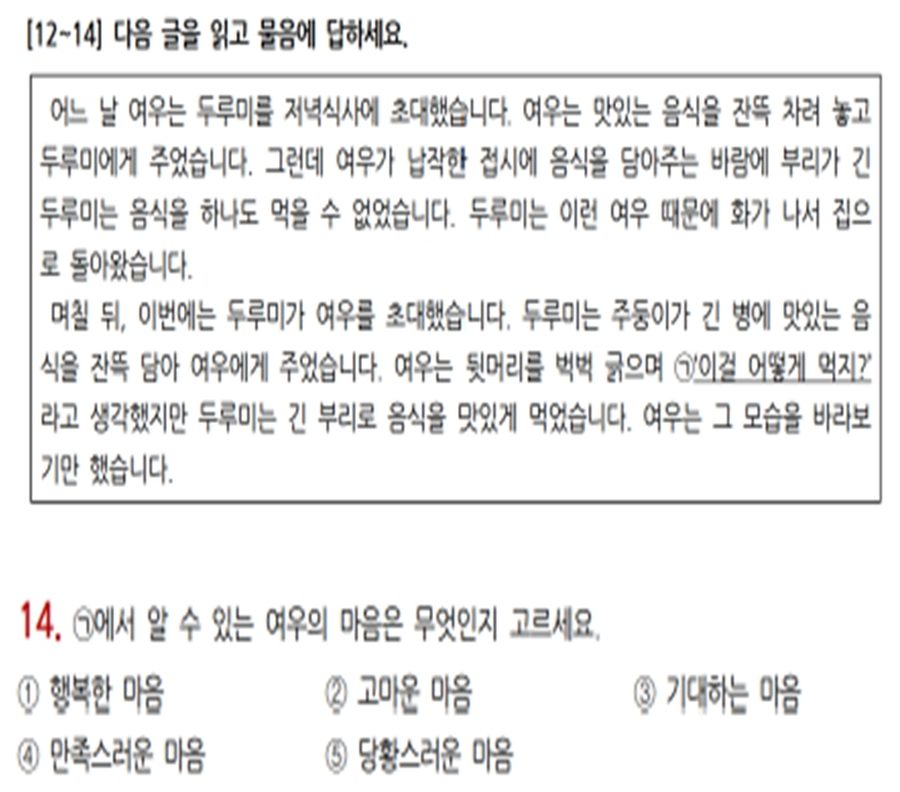 [12~14] 다음 글을 읽고 물음에 답하세요.
어느 날 여우는 두루미를 저녁식사에 초대했습니다. 여우는 맛있는 음식을 잔뜩 차려 놓고
두루미에게 주었습니다. 그런데 여우가 납작한 접시에 음식을 담아주는 바람에 부리가 긴
두루미는 음식을 하나도 먹을 수 없었습니다. 두루미는 이런 여우 때문에 화가 나서 집으
로 돌아왔습니다.
며칠 뒤, 이번에는 두루미가 여우를 초대했습니다. 두루미는 주둥이가 긴 병에 맛있는 음
식을 잔뜩 담아 여우에게 주었습니다. 여우는 뒷머리를 벅벅 긁으며 ㉠'이걸 어떻게 먹지?'
라고 생각했지만 두루미는 긴 부리로 음식을 맛있게 먹었습니다. 여우는 그 모습을 바라보
기만 했습니다.
14. ㉠에서 알 수 있는 여우의 마음은 무엇인지 고르세요.
① 행복한 마음 ② 고마운 마음 ③ 기대하는 마음
④ 만족스러운 마음 ⑤ 당황스러운 마음